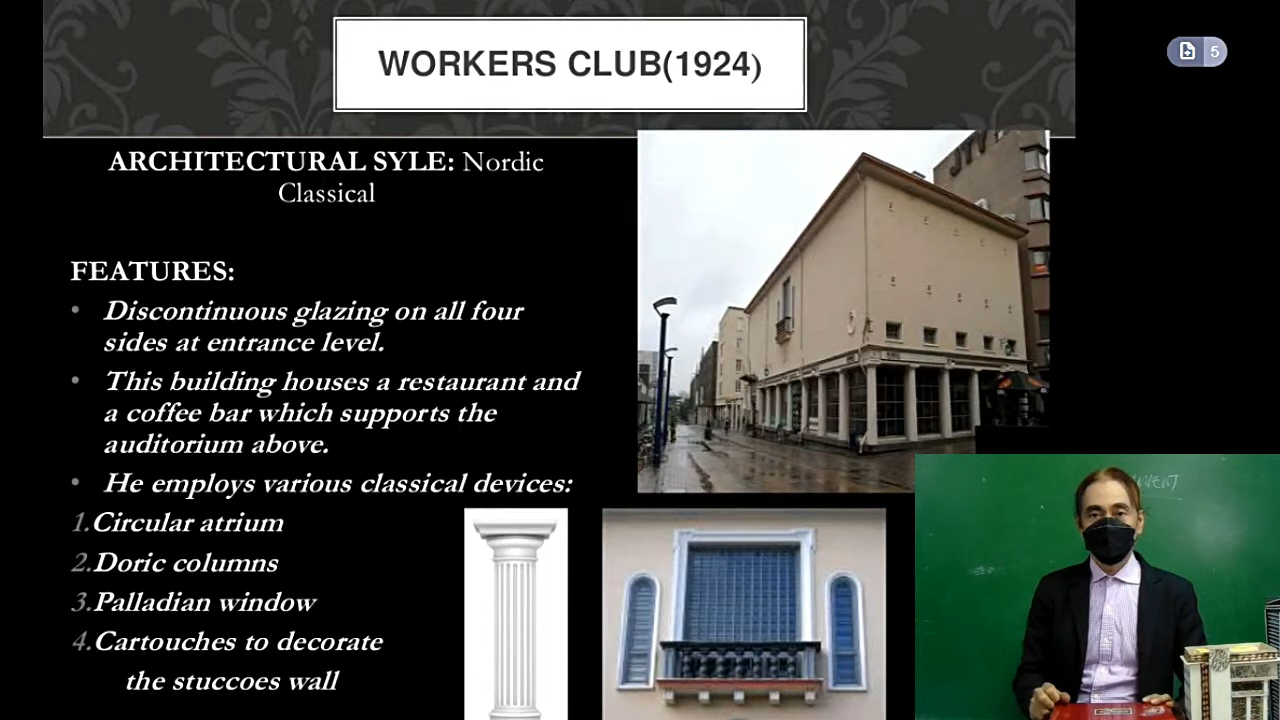 WORKERS CLUB(1924)
5
ARCHITECTURAL SYLE: Nordic
Classical
FEATURES:
• Discontinuous glazing on all four
sides at entrance level.
• This building houses a restaurant and
a coffee bar which supports the
auditorium above.
• He employs various classical devices:
1.Circular atrium
2.Doric columns
3.Palladian window
4.Cartouches to decorate
the stuccoes wall